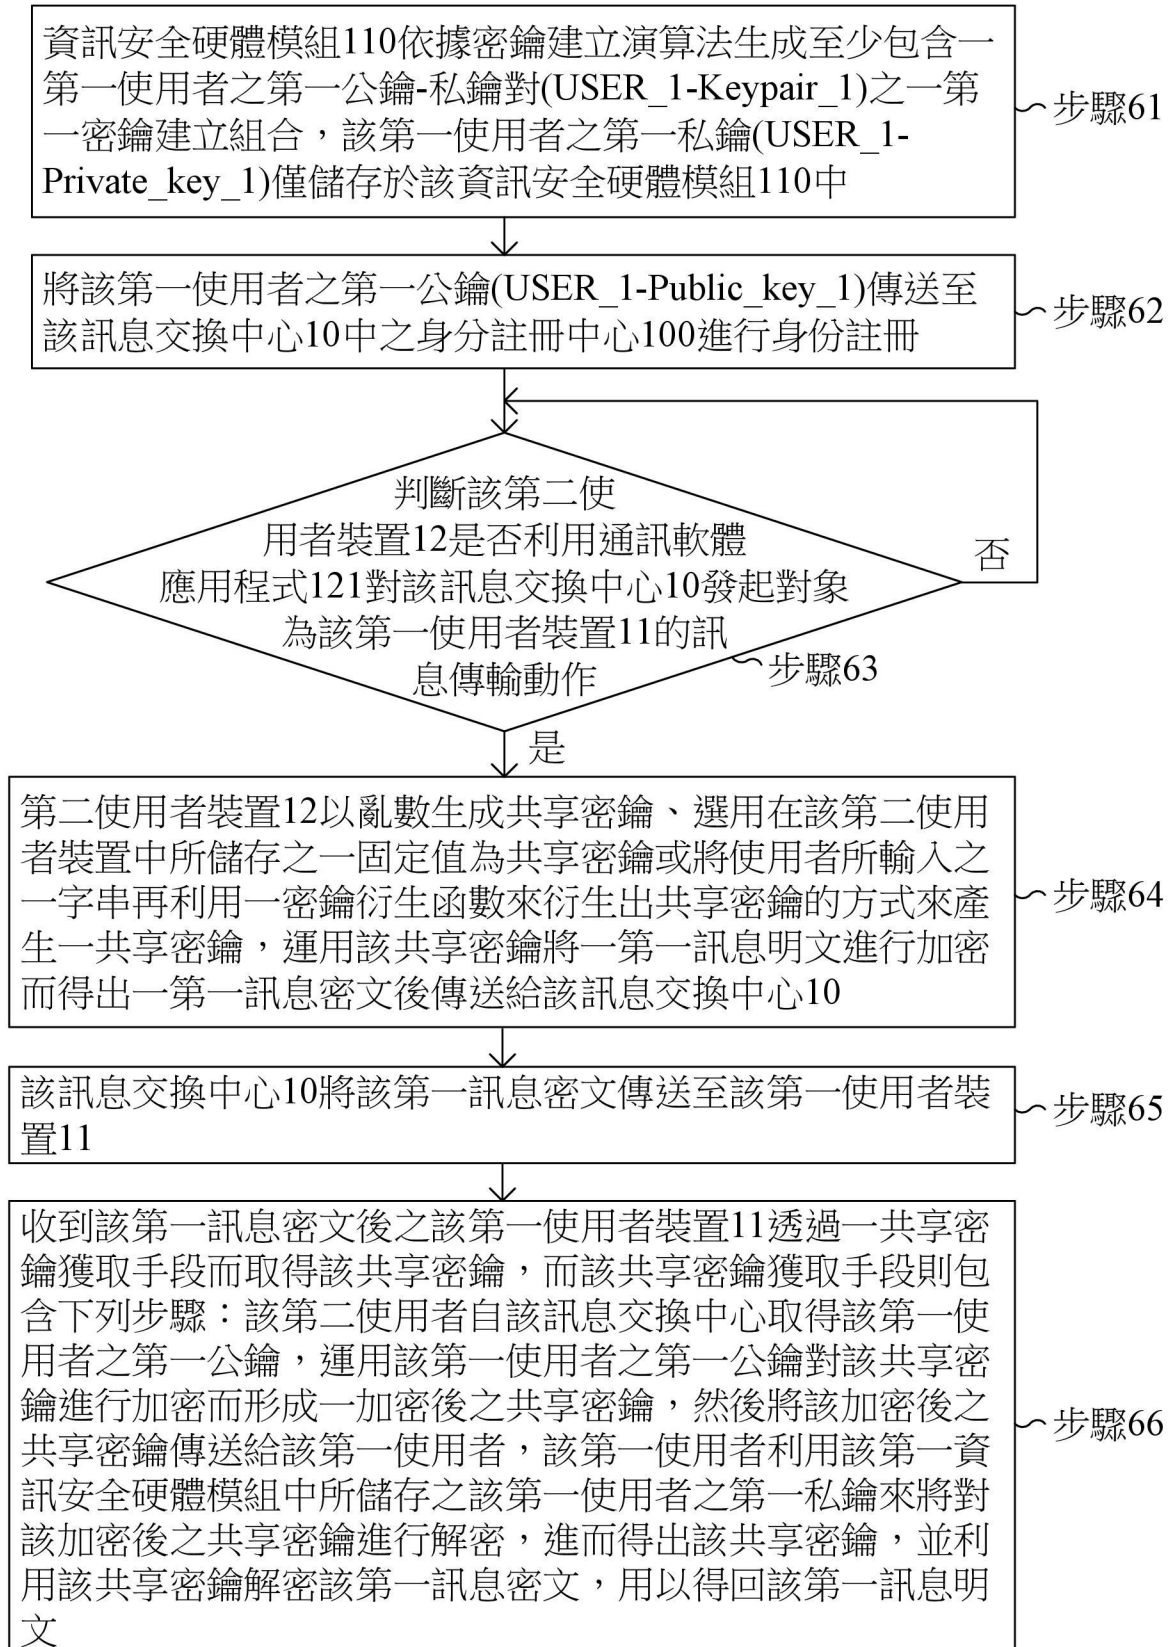 資訊安全硬體模組110依據密鑰建立演算法生成至少包含一
第一使用者之第一公鑰-私鑰對(USER_1-Keypair_1)之一第
一密鑰建立組合，該第一使用者之第一私鑰(USER_1-
Private_key_1)僅儲存於該資訊安全硬體模組110中
步驟61
將該第一使用者之第一公鑰(USER_1-Public_key_1)傳送至
該訊息交換中心10中之身分註冊中心100進行身份註冊
步驟62
判斷該第二使
用者裝置12是否利用通訊軟體
應用程式121對該訊息交換中心10發起對象
為該第一使用者裝置11的訊
息傳輸動作
否
步驟63
是
第二使用者裝置12以亂數生成共享密鑰、選用在該第二使用
者裝置中所儲存之一固定值為共享密鑰或將使用者所輸入之
一字串再利用一密鑰衍生函數來衍生出共享密鑰的方式來產
生一共享密鑰，運用該共享密鑰將一第一訊息明文進行加密
而得出一第一訊息密文後傳送給該訊息交換中心10
步驟64
該訊息交換中心10將該第一訊息密文傳送至該第一使用者裝
置11
步驟65
收到該第一訊息密文後之該第一使用者裝置11透過一共享密
鑰獲取手段而取得該共享密鑰，而該共享密鑰獲取手段則包
含下列步驟：該第二使用者自該訊息交換中心取得該第一使
用者之第一公鑰，運用該第一使用者之第一公鑰對該共享密
鑰進行加密而形成一加密後之共享密鑰，然後將該加密後之
共享密鑰傳送給該第一使用者，該第一使用者利用該第一資
訊安全硬體模組中所儲存之該第一使用者之第一私鑰來將對
該加密後之共享密鑰進行解密，進而得出該共享密鑰，並利
用該共享密鑰解密該第一訊息密文，用以得回該第一訊息明
文
步驟66